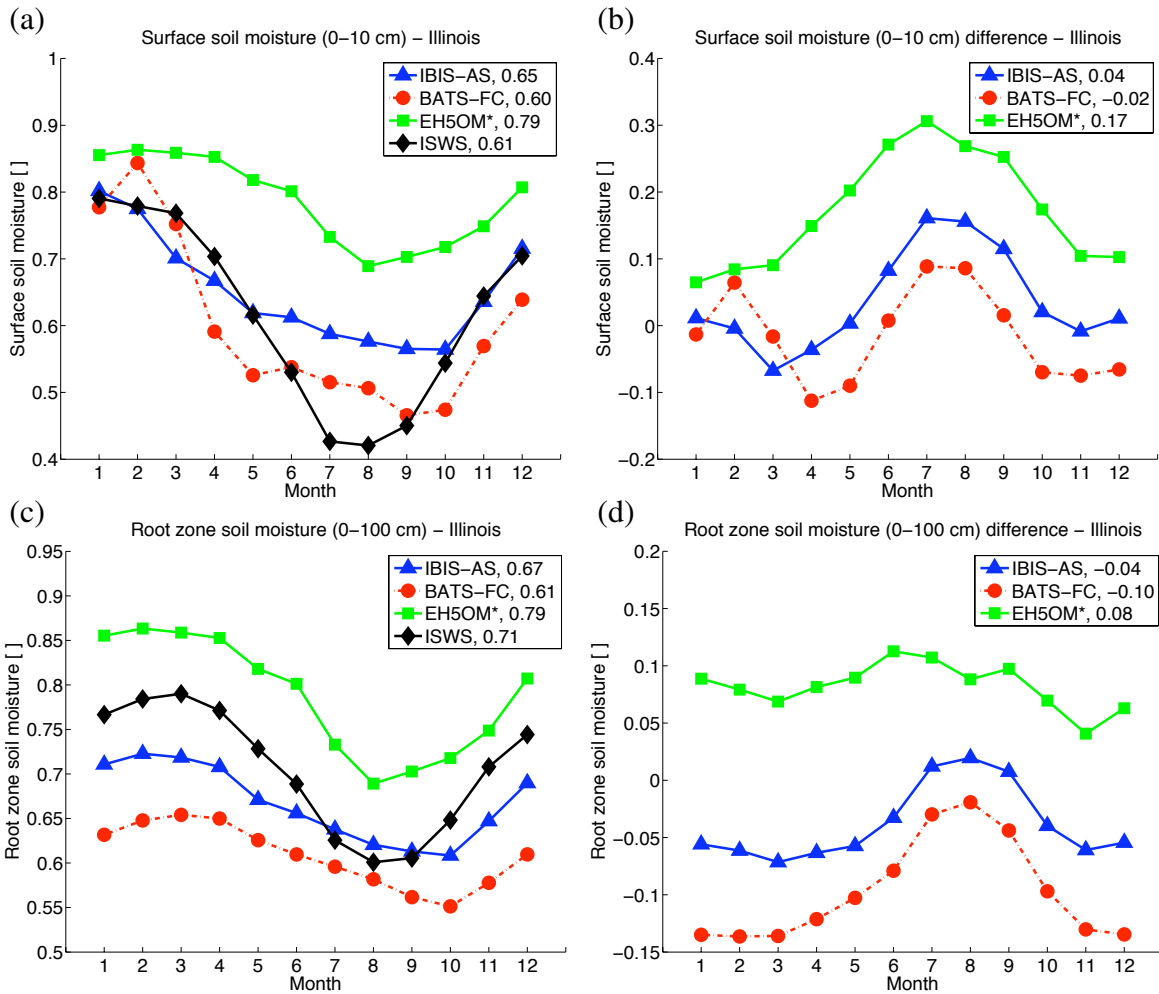 (a)
Surface soil moisture (0−10 cm) − Illinois
1
0.9
0.8
0.7
0.6
0.5
0.4
Surface soil moisture [ ]
IBIS−AS, 0.65
BATS−FC, 0.60
EH5OM*, 0.79
ISWS, 0.61
1 2 3 4 5 6 7 8 9 10 11 12
Month
(b)
Surface soil moisture (0−10 cm) difference − Illinois
0.4
0.3
0.2
0.1
0
−0.1
−0.2
Surface soil moisture [ ]
IBIS−AS, 0.04
BATS−FC, −0.02
EH5OM*, 0.17
1 2 3 4 5 6 7 8 9 10 11 12
Month
(c)
Root zone soil moisture (0−100 cm) − Illinois
0.95
0.9
0.85
0.8
0.75
0.7
0.65
0.6
0.55
0.5
Root zone soil moisture [ ]
IBIS−AS, 0.67
BATS−FC, 0.61
EH5OM*, 0.79
ISWS, 0.71
1 2 3 4 5 6 7 8 9 10 11 12
Month
(d)
Root zone soil moisture (0−100 cm) difference − Illinois
0.2
0.15
0.1
0.05
0
−0.05
−0.1
−0.15
Root zone soil moisture [ ]
IBIS−AS, −0.04
BATS−FC, −0.10
EH5OM*, 0.08
1 2 3 4 5 6 7 8 9 10 11 12
Month